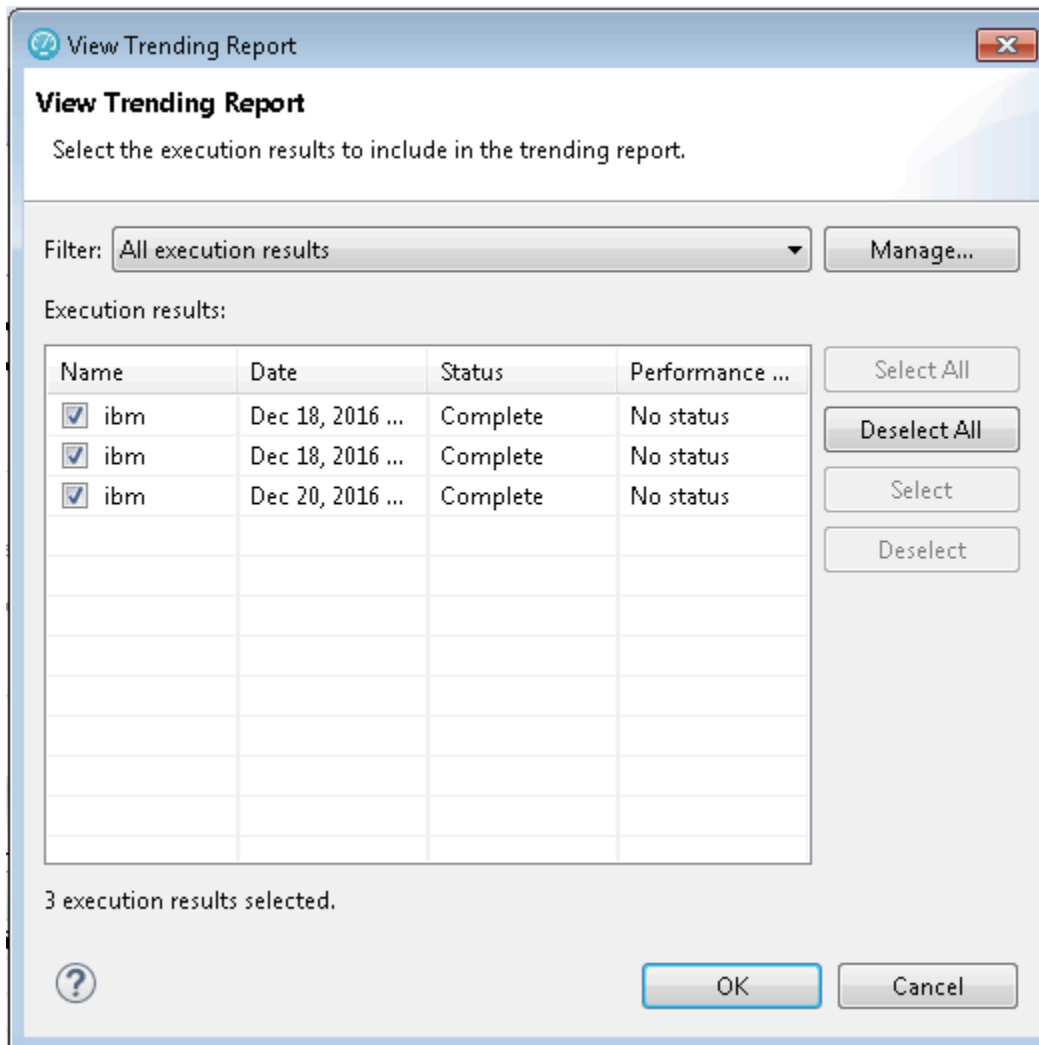 View Trending Report
View Trending Report
Select the execution results to include in the trending report.
Filter: All execution results Manage...
Execution results:
Name Date Status Performance ... Select All
ibm Dec 18, 2016 ... Complete No status Deselect All
ibm Dec 18, 2016 ... Complete No status
ibm Dec 20, 2016 ... Complete No status Select
Deselect
3 execution results selected.
? OK Cancel